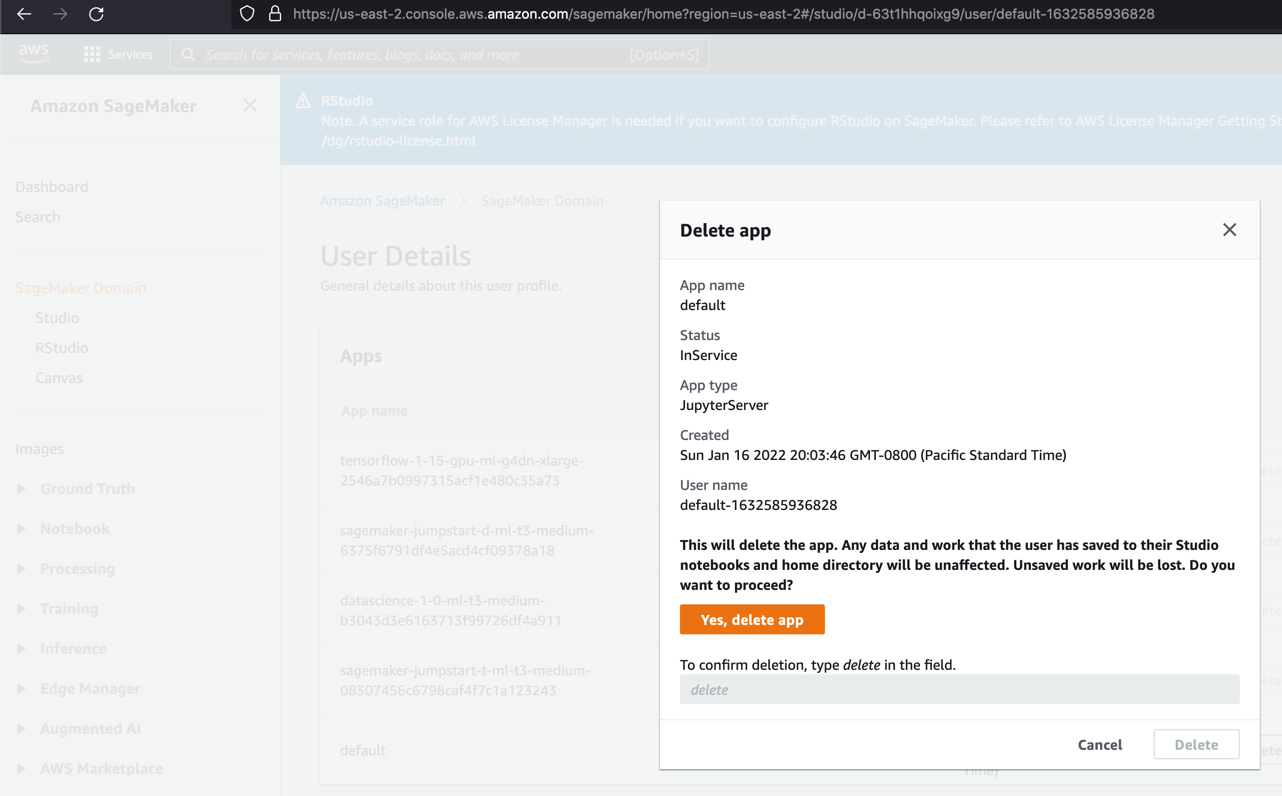 https://us-east-2.console.aws.amazon.com/sagemaker/home?region=us-east-2#/studio/d-63t1hhqoixg9/user/default-1632585936828
aws
Services
Search for services, features, blogs, docs, and more
[Option+S]
Amazon SageMaker
Dashboard
Search
SageMaker Domain
Studio
RStudio
Canvas
Images
Ground Truth
Notebook
Processing
Training
Inference
Edge Manager
Augmented AI
AWS Marketplace
RStudio
Note. A service role for AWS License Manager is needed if you want to configure RStudio on SageMaker. Please refer to AWS License Manager Getting St
/dg/rstudio-license.html
Amazon SageMaker
SageMaker Domain
User Details
General details about this user profile.
Apps
App name
tensorflow-1-15-gpu-ml-g4dn-xlarge-
2546a7b0997315acf1e480c35a73
sagemaker-jumpstart-d-ml-t3-medium-
6375f6791df4e5acd4cf09378a18
datascience-1-0-ml-t3-medium-
b3043d3e6163713f99726df4a911
sagemaker-jumpstart-t-ml-t3-medium-
08307456c6798caf4f7c1a123243
default
Time)
Delete app
App name
default
Status
InService
App type
JupyterServer
Created
Sun Jan 16 2022 20:03:46 GMT-0800 (Pacific Standard Time)
User name
default-1632585936828
This will delete the app. Any data and work that the user has saved to their Studio
notebooks and home directory will be unaffected. Unsaved work will be lost. Do you
want to proceed?
Yes, delete app
To confirm deletion, type delete in the field.
delete
Cancel
Delete